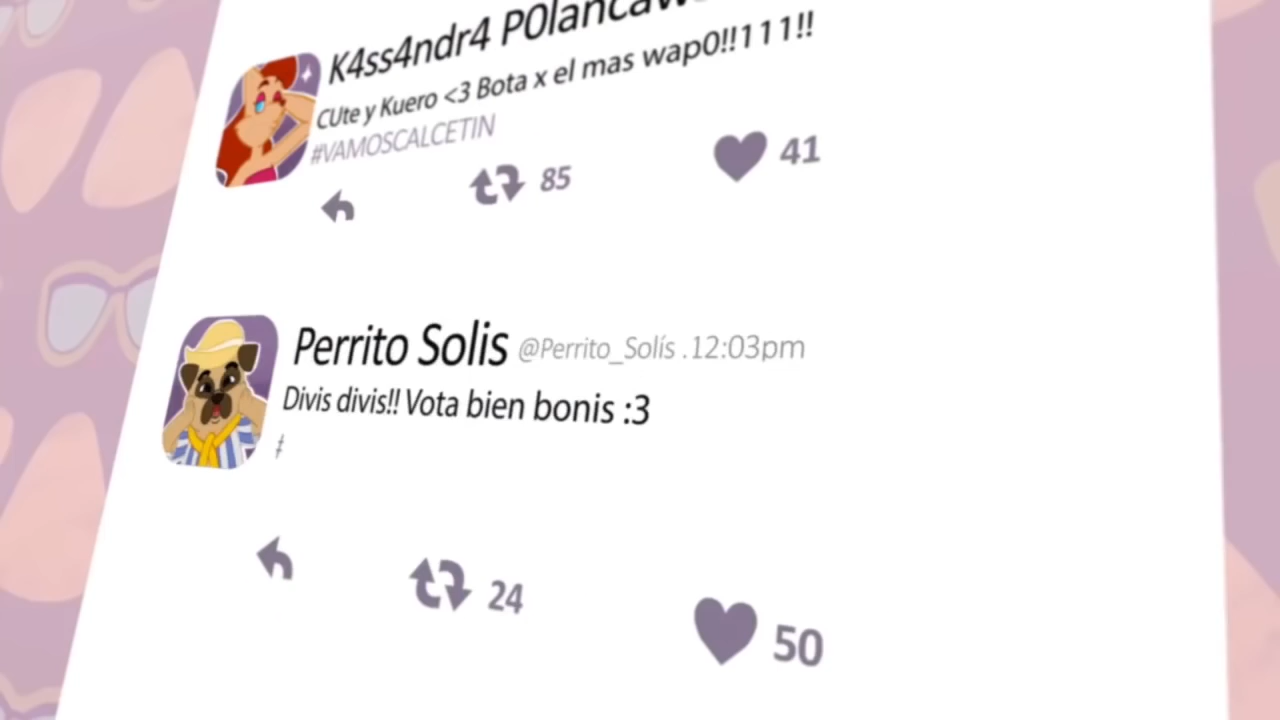 K4ss4ndr4
CUte y Kuero <3 Bota x el mas wap0!!111!!
#VAMOSCALCETIN
85
41
Perrito Solis @Perrito_Solís .12:03pm
Divis divis!! Vota bien bonis :3
#
24
50